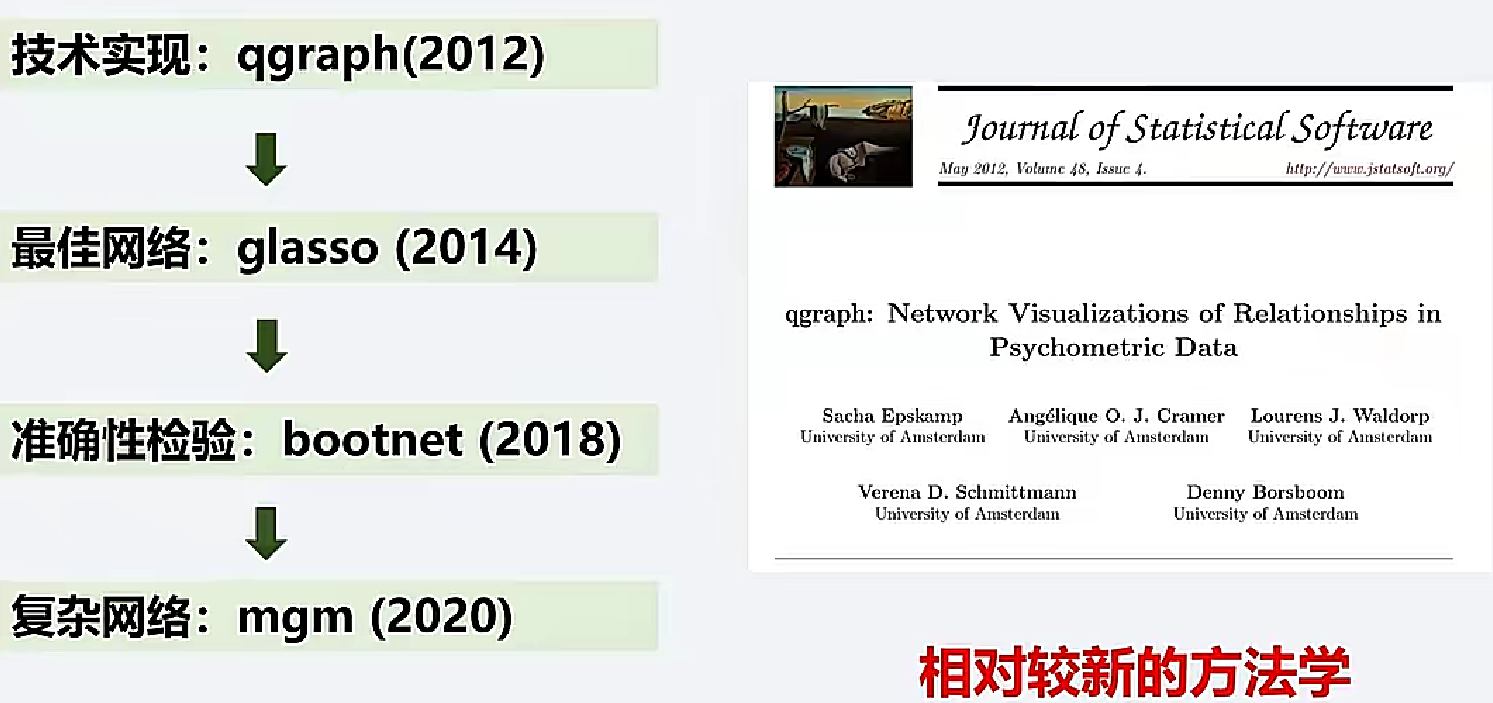 技术实现：qgraph(2012)
最佳网络：glasso (2014)
准确性检验：bootnet (2018)
复杂网络：mgm (2020)
Journal of Statistical Software
May 2012, Volume 48, Issue 4. http://www.jstatsoft.org/
qgraph: Network Visualizations of Relationships in
Psychometric Data
Sacha Epskamp Angélique O. J. Cramer Lourens J. Waldorp
University of Amsterdam University of Amsterdam University of Amsterdam
Verena D. Schmittmann Denny Borsboom
University of Amsterdam University of Amsterdam
相对较新的方法学